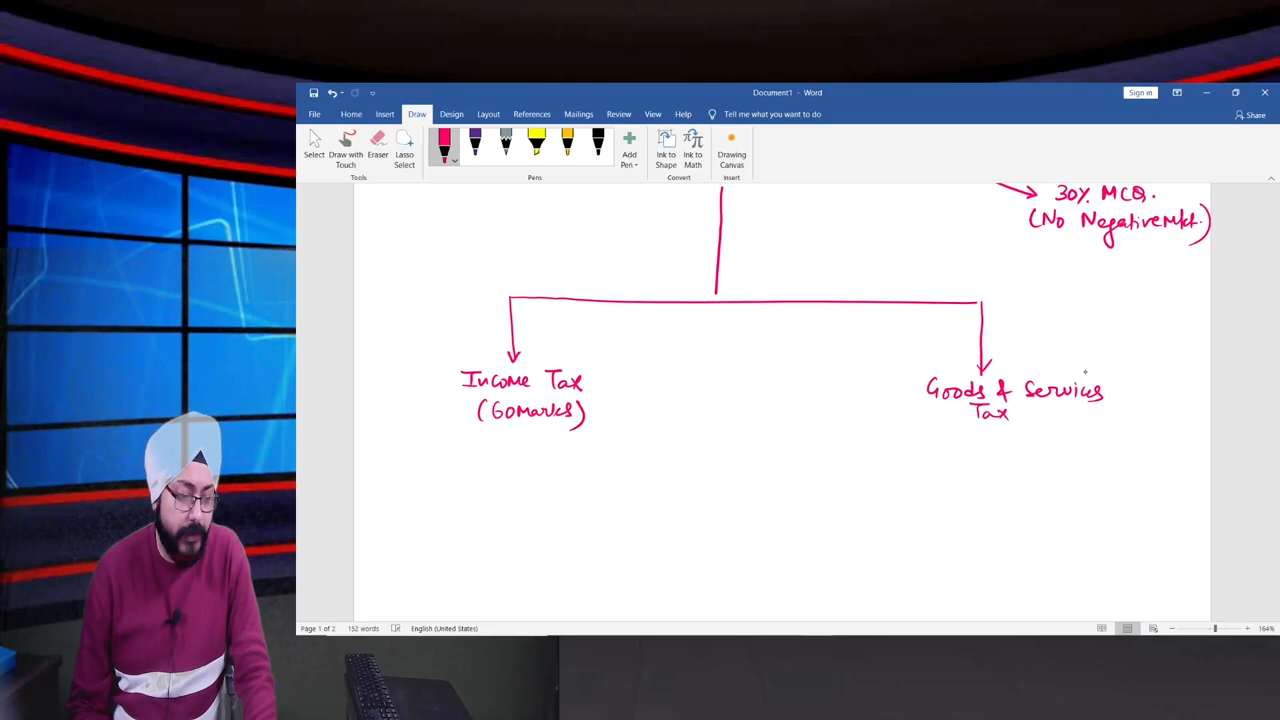 Document1 - Word
Sign in
File Home Insert Draw Design Layout References Mailings Review View Help Tell me what you want to do
Share
Select
Draw with Touch
Eraser
Lasso Select
Add Pen
Ink to Shape
Ink to Math
Drawing Canvas
Tools
Pens
Convert
Insert
30% MCQ.
(No Negative Mkt.)
Income Tax
(60 Marks)
Goods & Services
Tax
Page 1 of 2 152 words English (United States)
164%